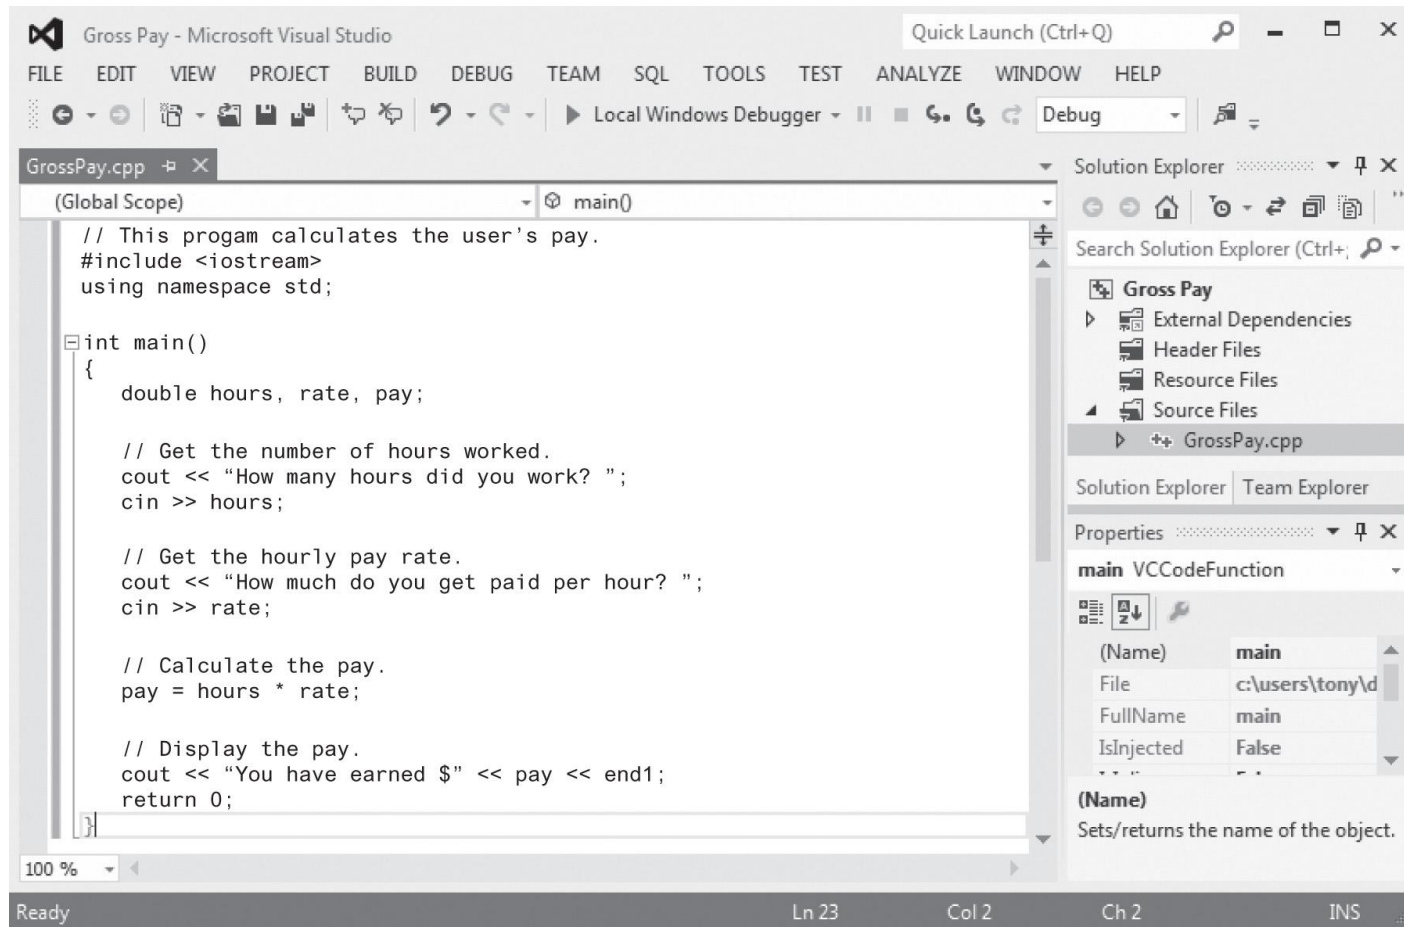 Gross Pay - Microsoft Visual Studio
Quick Launch (Ctrl+Q)
FILE EDIT VIEW PROJECT BUILD DEBUG TEAM SQL TOOLS TEST ANALYZE WINDOW HELP
Local Windows Debugger
Debug
GrossPay.cpp
(Global Scope)
main()
// This progam calculates the user’s pay.
#include <iostream>
using namespace std;
int main()
{
double hours, rate, pay;
// Get the number of hours worked.
cout << “How many hours did you work? ”;
cin >> hours;
// Get the hourly pay rate.
cout << “How much do you get paid per hour? ”;
cin >> rate;
// Calculate the pay.
pay = hours * rate;
// Display the pay.
cout << “You have earned $” << pay << end1;
return 0;
}
100 %
Solution Explorer
Search Solution Explorer (Ctrl+;
Gross Pay
External Dependencies
Header Files
Resource Files
Source Files
GrossPay.cpp
Solution Explorer Team Explorer
Properties
main VCCodeFunction
(Name) main
File c:\users\tony\d
FullName main
IsInjected False
(Name)
Sets/returns the name of the object.
Ready Ln 23 Col 2 Ch 2 INS